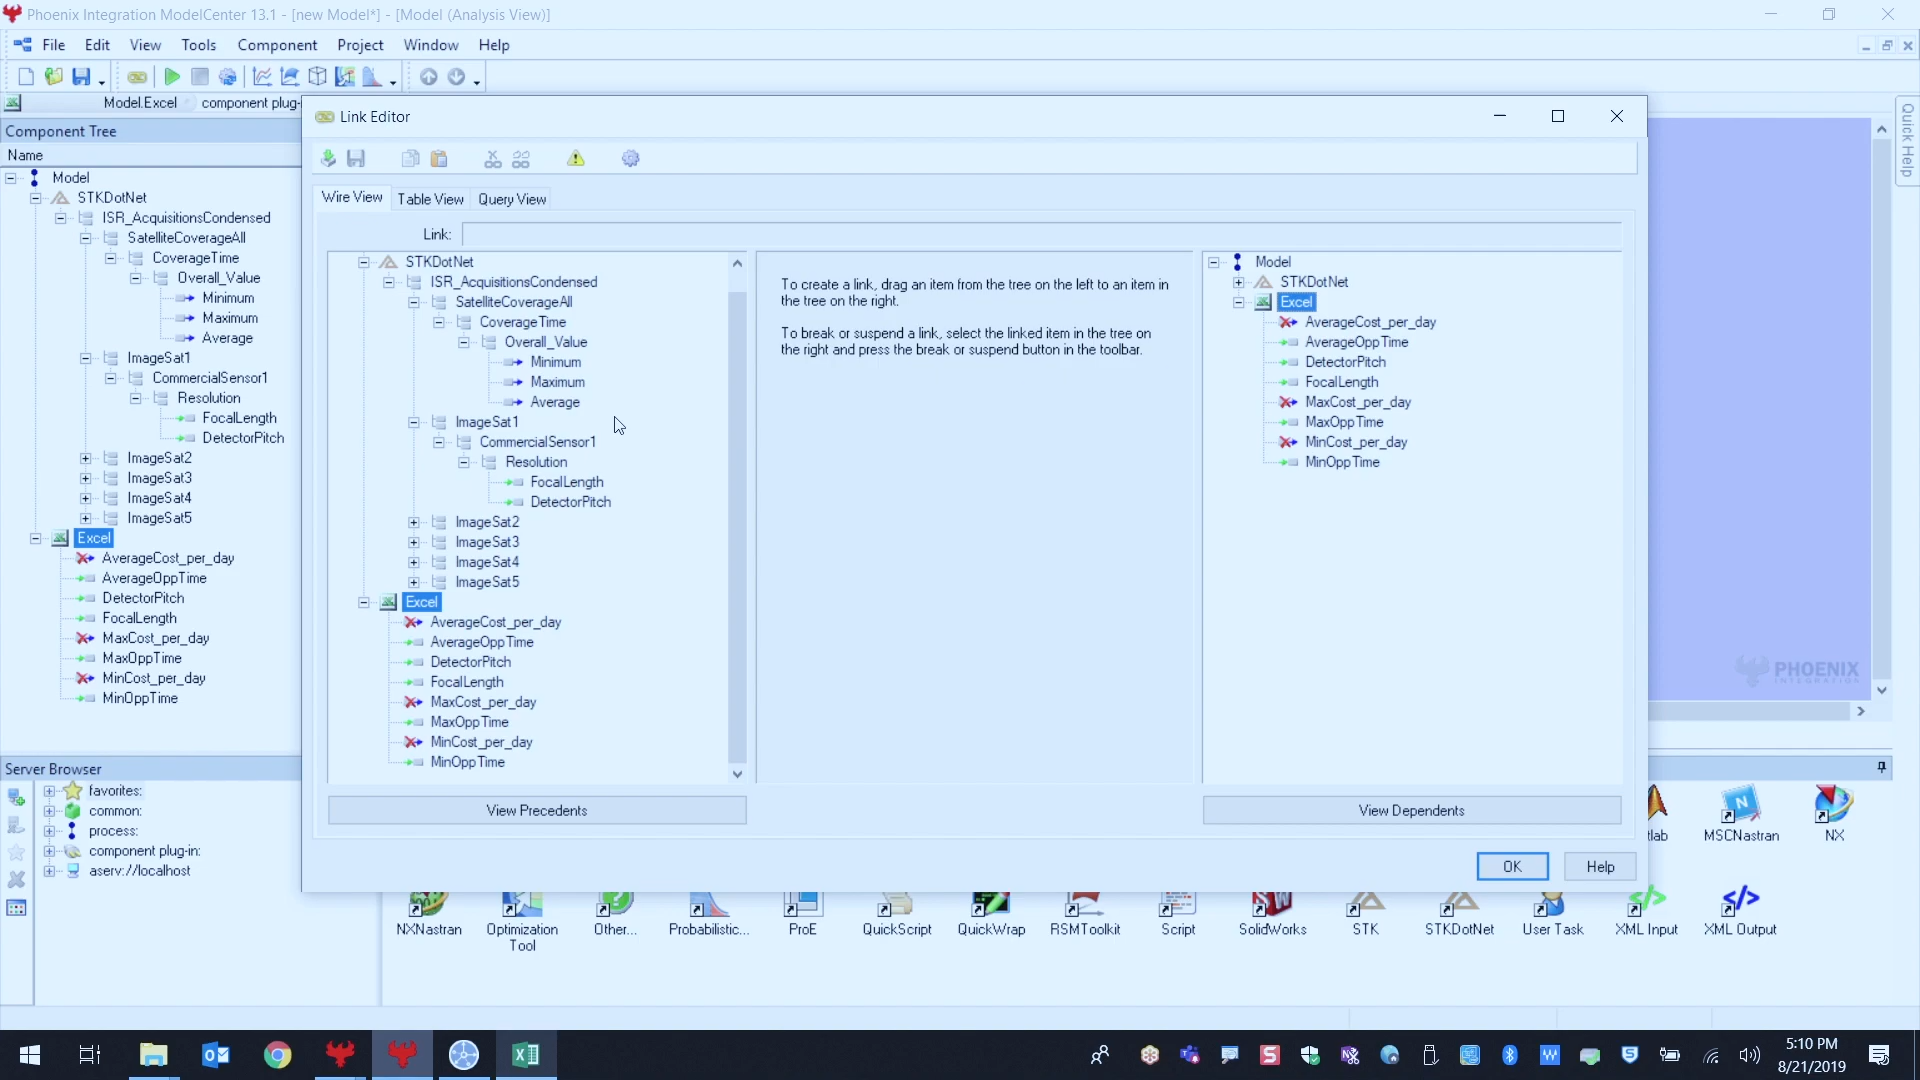 Phoenix Integration ModelCenter 13.1 - [new Model*] - [Model (Analysis View)]
File Edit View Tools Component Project Window Help
Model.Excel component plug-
Component Tree
Name
Model
STKDotNet
ISR_AcquisitionsCondensed
SatelliteCoverageAll
CoverageTime
Overall_Value
Minimum
Maximum
Average
ImageSat1
CommercialSensor1
Resolution
FocalLength
DetectorPitch
ImageSat2
ImageSat3
ImageSat4
ImageSat5
Excel
AverageCost_per_day
AverageOppTime
DetectorPitch
FocalLength
MaxCost_per_day
MaxOppTime
MinCost_per_day
MinOppTime
Server Browser
favorites:
common:
process:
component plug-in:
aserv://localhost
Link Editor
Wire View Table View Query View
Link:
STKDotNet
ISR_AcquisitionsCondensed
SatelliteCoverageAll
CoverageTime
Overall_Value
Minimum
Maximum
Average
ImageSat1
CommercialSensor1
Resolution
FocalLength
DetectorPitch
ImageSat2
ImageSat3
ImageSat4
ImageSat5
Excel
AverageCost_per_day
AverageOppTime
DetectorPitch
FocalLength
MaxCost_per_day
MaxOppTime
MinCost_per_day
MinOppTime
View Precedents
To create a link, drag an item from the tree on the left to an item in
the tree on the right.
To break or suspend a link, select the linked item in the tree on
the right and press the break or suspend button in the toolbar.
Model
STKDotNet
Excel
AverageCost_per_day
AverageOppTime
DetectorPitch
FocalLength
MaxCost_per_day
MaxOppTime
MinCost_per_day
MinOppTime
View Dependents
OK Help
Quick Help
PHOENIX
INTEGRATION
tlab MSCNastran NX
NXNastran Optimization Other... Probabilistic... ProE QuickScript QuickWrap RSMToolkit Script SolidWorks STK STKDotNet User Task XML Input XML Output
Tool
5:10 PM
8/21/2019